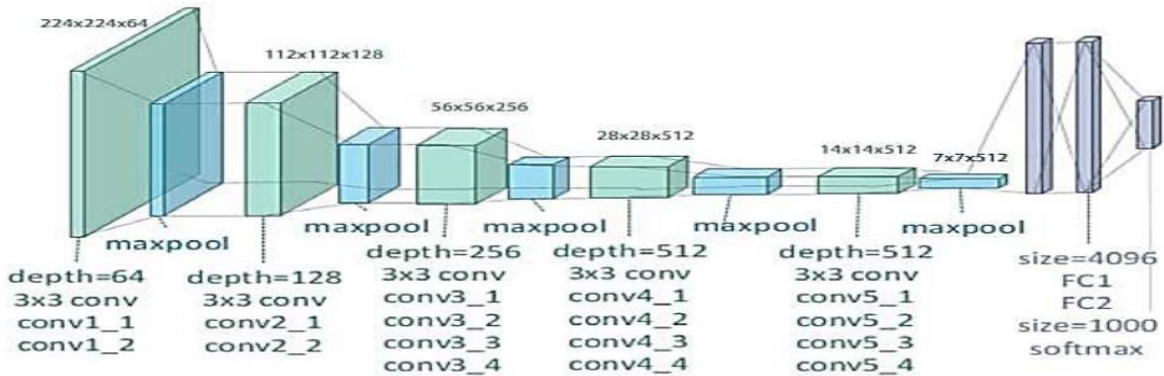 224x224x64
112x112x128
56x56x256
28x28x512
14x14x512
7x7x512
maxpool
maxpool
maxpool
maxpool
maxpool
depth=64
3x3 conv
conv1_1
conv1_2
depth=128
3x3 conv
conv2_1
conv2_2
depth=256
3x3 conv
conv3_1
conv3_2
conv3_3
conv3_4
depth=512
3x3 conv
conv4_1
conv4_2
conv4_3
conv4_4
depth=512
3x3 conv
conv5_1
conv5_2
conv5_3
conv5_4
size=4096
FC1
FC2
size=1000
softmax